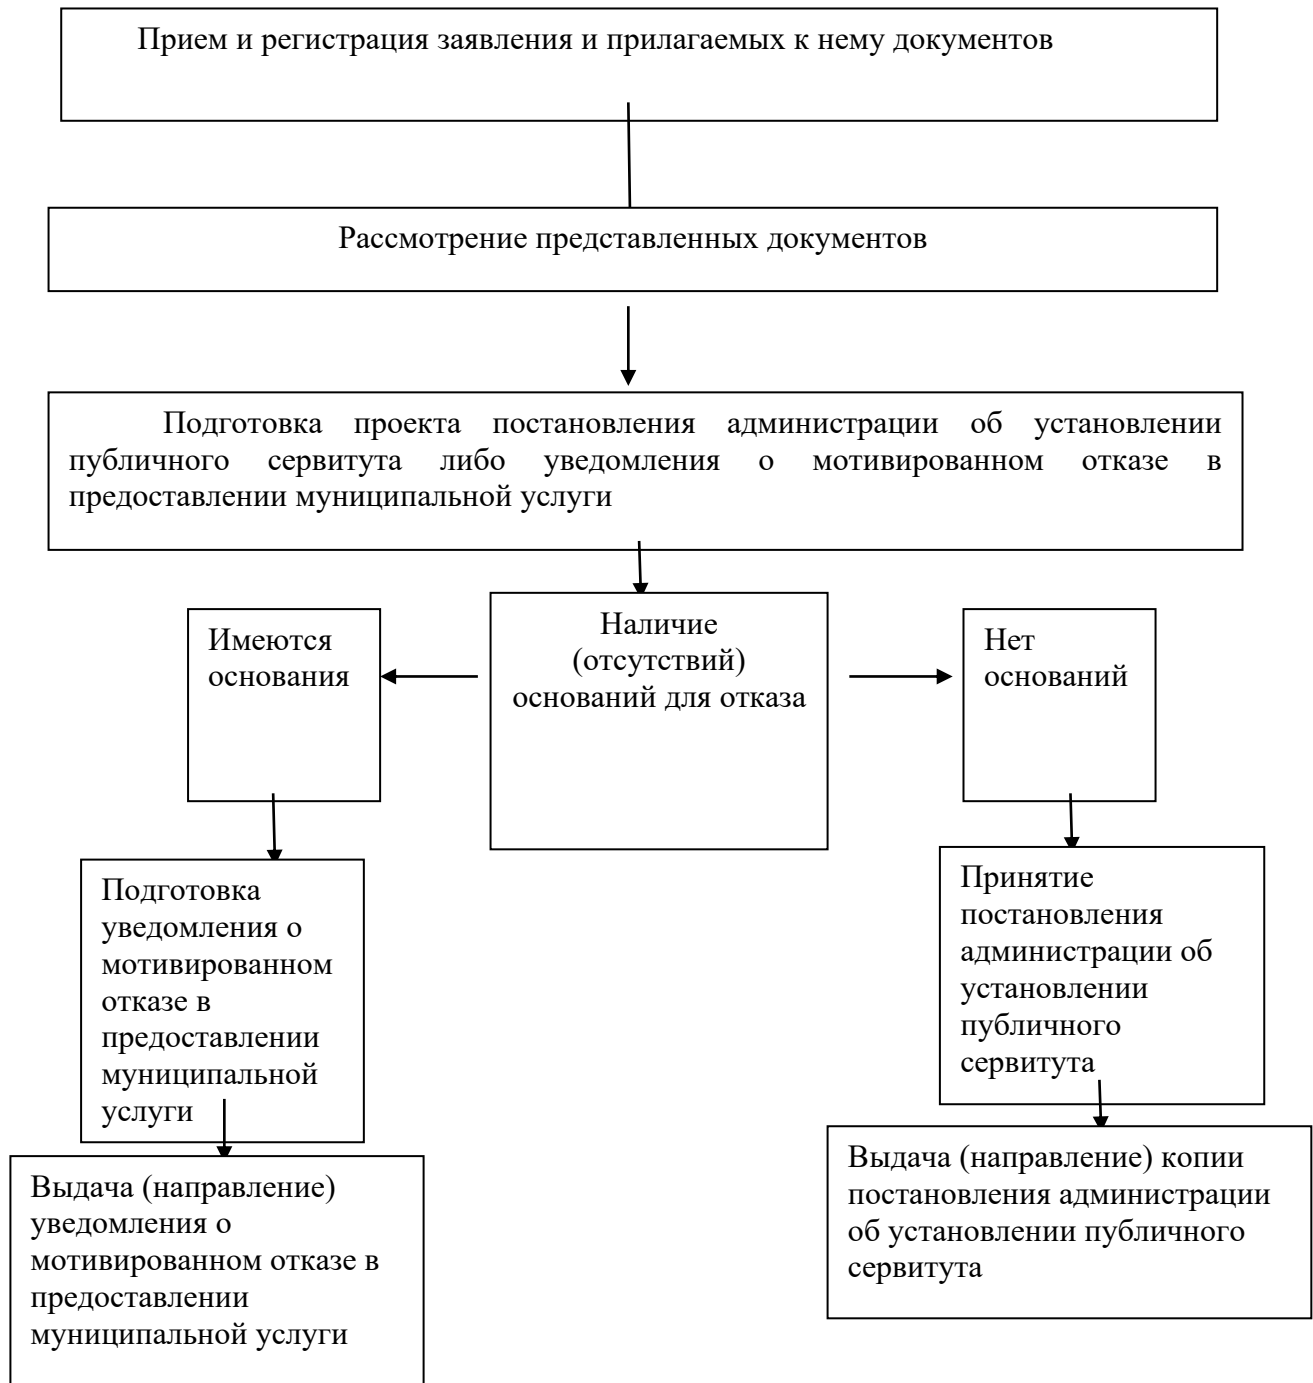 Прием и регистрация заявления и прилагаемых к нему документов
Рассмотрение представленных документов
Подготовка проекта постановления администрации об установлении
публичного сервитута либо уведомления о мотивированном отказе в
предоставлении муниципальной услуги
Имеются
основания
Наличие
(отсутствий)
оснований для отказа
Нет
оснований
Подготовка
уведомления о
мотивированном
отказе в
предоставлении
муниципальной
услуги
Принятие
постановления
администрации об
установлении
публичного
сервитута
Выдача (направление)
уведомления о
мотивированном отказе в
предоставлении
муниципальной услуги
Выдача (направление) копии
постановления администрации
об установлении публичного
сервитута